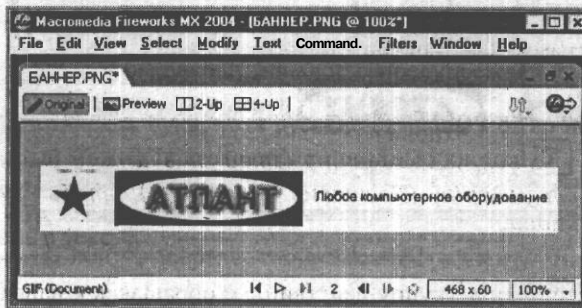 Macromedia Fireworks MX 2004 - [БАННЕР.PNG @ 100%*]
File Edit View Select Modify Text Command. Filters Window Help
БАННЕР.PNG*
Original Preview 2-Up 4-Up
АТЛАНТ Любое компьютерное оборудование
GIF (Document) 2 468 x 60 100%